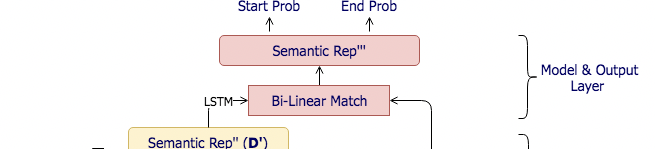 Start Prob End Prob
Semantic Rep'''
Model & Output
Layer
LSTM Bi-Linear Match
Semantic Rep'' (D')